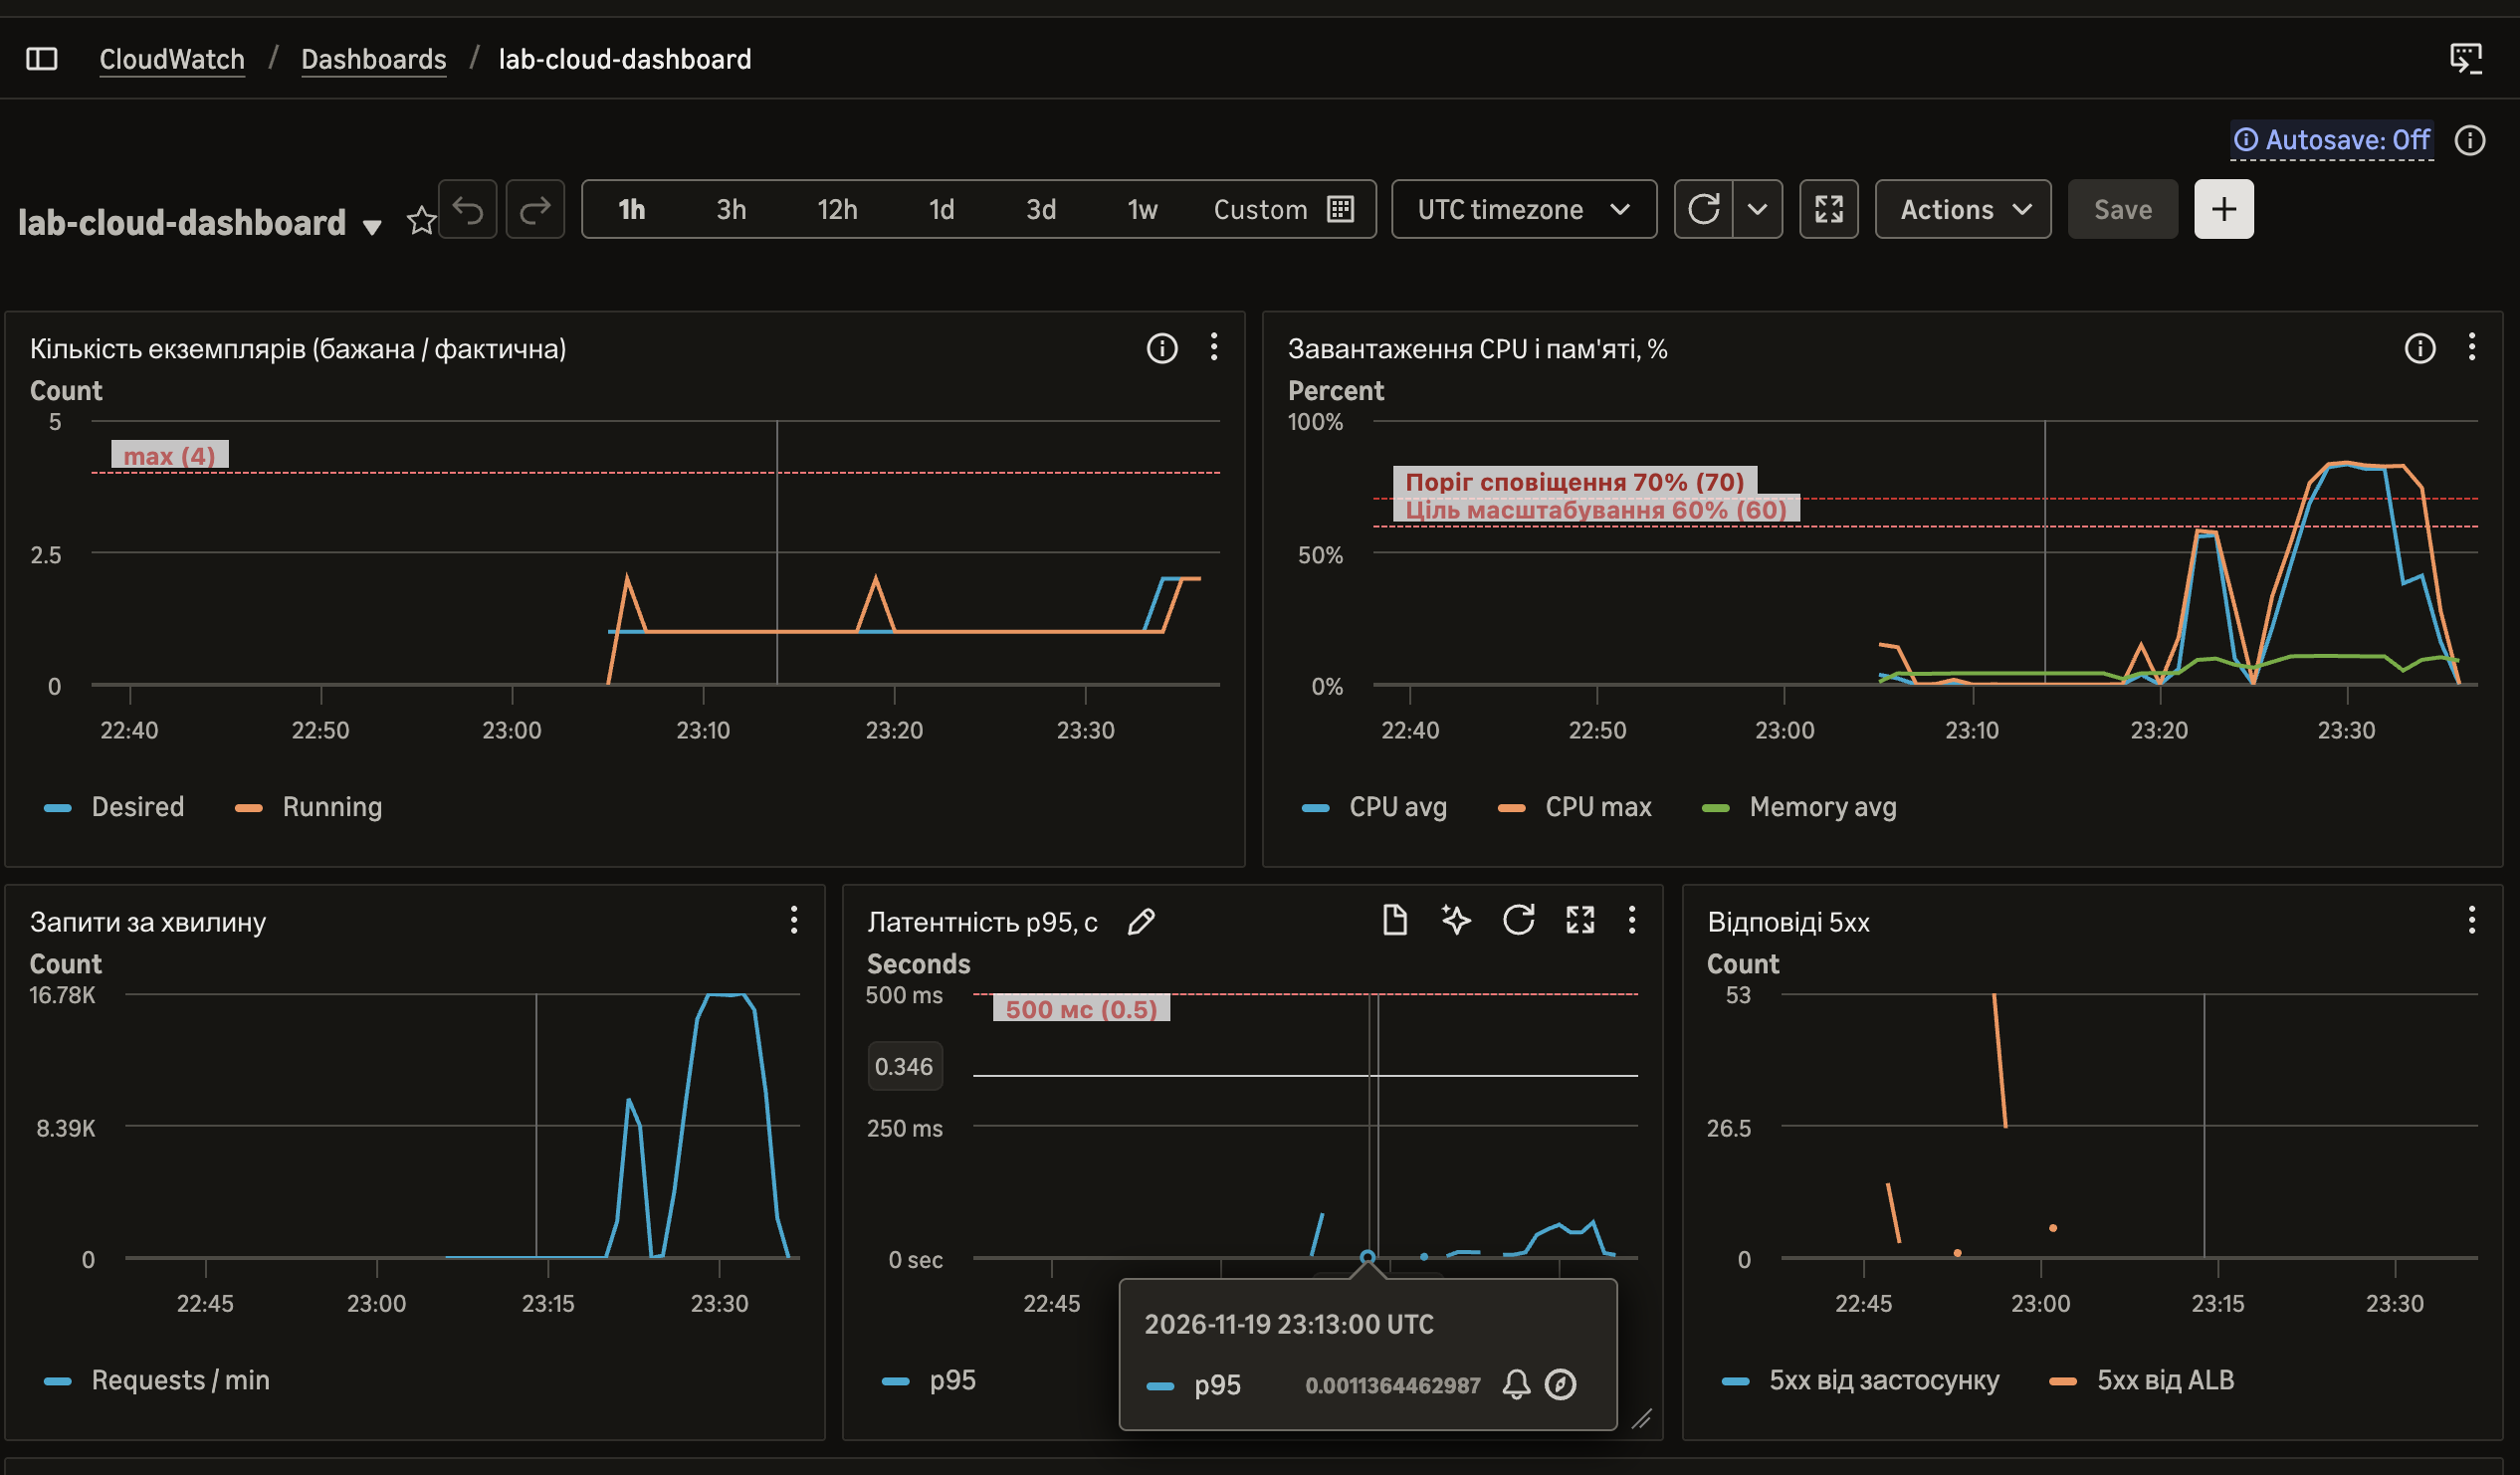 CloudWatch / Dashboards / lab-cloud-dashboard
Autosave: Off
lab-cloud-dashboard
1h 3h 12h 1d 3d 1w Custom
UTC timezone
Actions
Save
Кількість екземплярів (бажана / фактична)
Count
5
max (4)
2.5
0
22:40 22:50 23:00 23:10 23:20 23:30
Desired Running
Завантаження CPU і пам'яті, %
Percent
100%
Поріг сповіщення 70% (70)
Ціль масштабування 60% (60)
50%
0%
22:40 22:50 23:00 23:10 23:20 23:30
CPU avg CPU max Memory avg
Запити за хвилину
Count
16.78K
8.39K
0
22:45 23:00 23:15 23:30
Requests / min
Латентність p95, с
Seconds
500 ms
500 мс (0.5)
0.346
250 ms
0 sec
22:45
2026-11-19 23:13:00 UTC
p95 0.0011364462987
p95
Відповіді 5xx
Count
53
26.5
0
22:45 23:00 23:15 23:30
5xx від застосунку 5xx від ALB